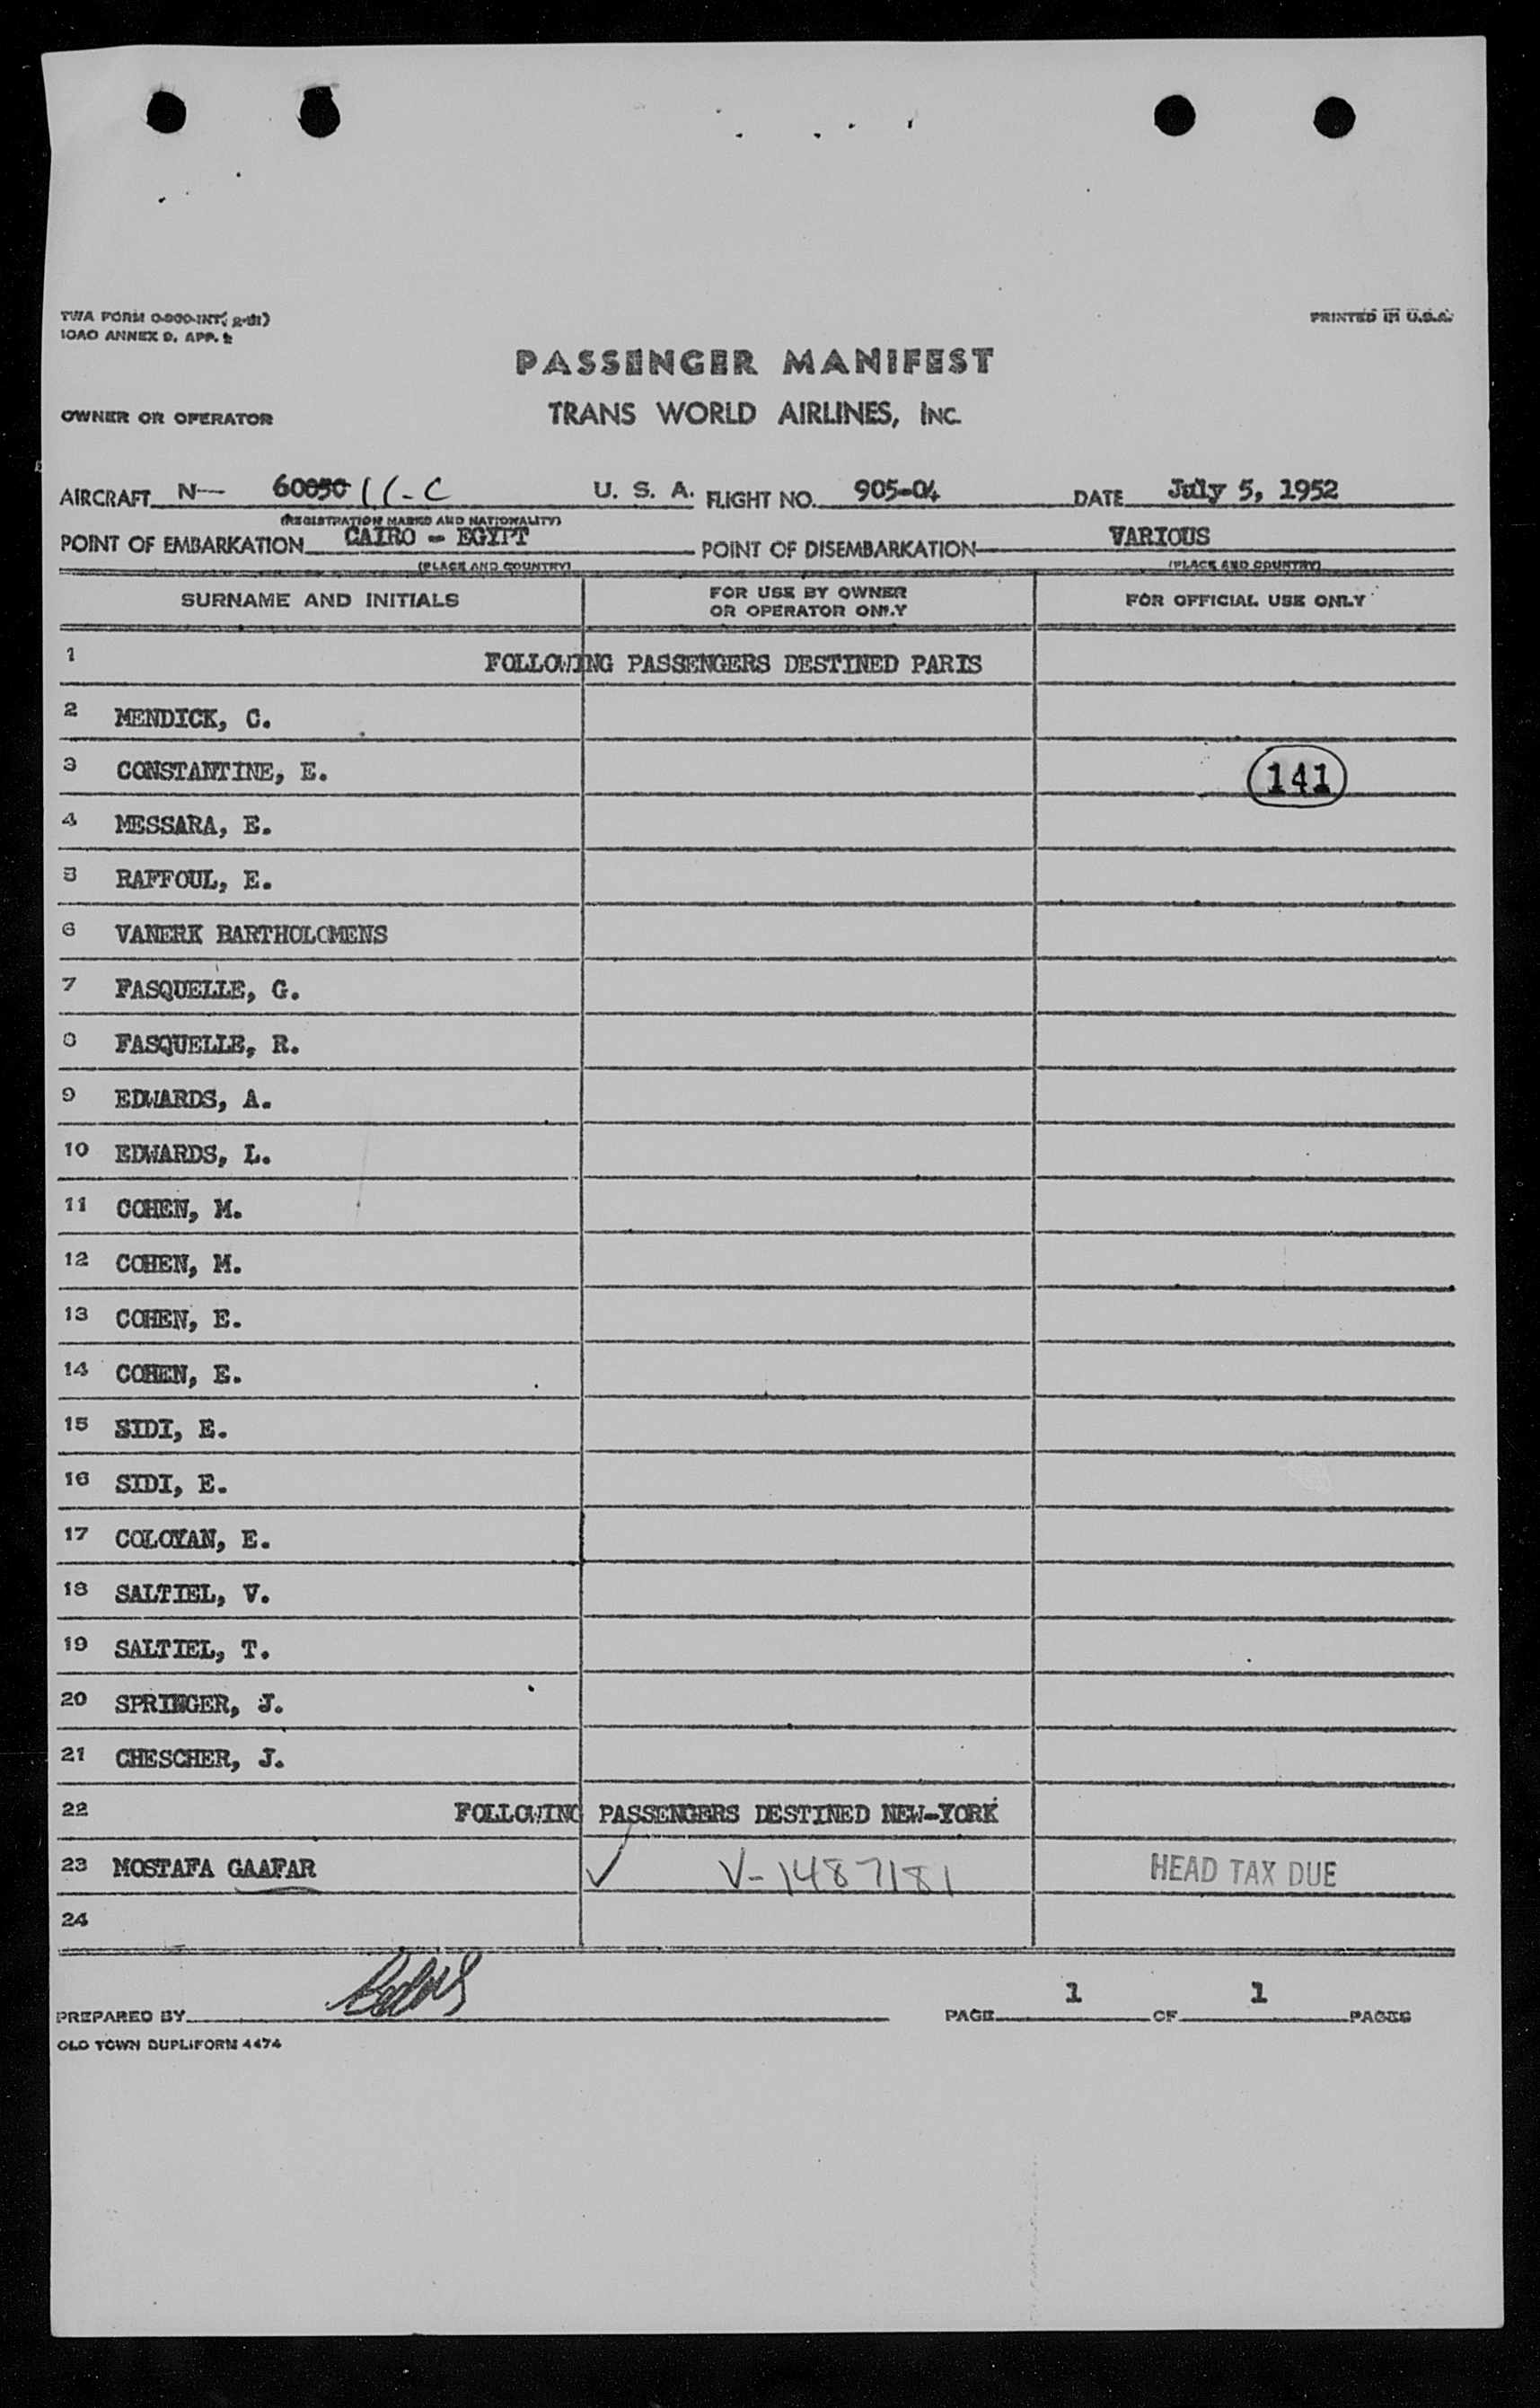 TWA FORM
ICAO ANNEX 9, APP.
PRINTED IN U.S.A.
PASSENGER MANIFEST
OWNER OR OPERATOR TRANS WORLD AIRLINES, INC.
AIRCRAFT N— 60050 11-C U. S. A. FLIGHT NO. 905-04 DATE July 5, 1952
(REGISTRATION MARKS AND NATIONALITY)
POINT OF EMBARKATION CAIRO - EGYPT POINT OF DISEMBARKATION VARIOUS
(PLACE AND COUNTRY) (PLACE AND COUNTRY)
SURNAME AND INITIALS FOR USE BY OWNER OR OPERATOR ONLY FOR OFFICIAL USE ONLY
1 FOLLOWING PASSENGERS DESTINED PARIS
2 MENDICK, C.
3 CONSTANTINE, E. 141
4 MESSARA, E.
5 RAFFOUL, E.
6 VANERK BARTHOLOMENS
7 FASQUELLE, G.
8 FASQUELLE, R.
9 EDWARDS, A.
10 EDWARDS, L.
11 COHEN, M.
12 COHEN, M.
13 COHEN, E.
14 COHEN, E.
15 SIDI, E.
16 SIDI, E.
17 COLOYAN, E.
18 SALTIEL, V.
19 SALTIEL, T.
20 SPRINGER, J.
21 CHESCHER, J.
22 FOLLOWING PASSENGERS DESTINED NEW-YORK
23 MOSTAFA GAAFAR ✓ V-1487181 HEAD TAX DUE
24
PREPARED BY PAGE 1 OF 1 PAGES
OLD TOWN DUPLIFORM 4474